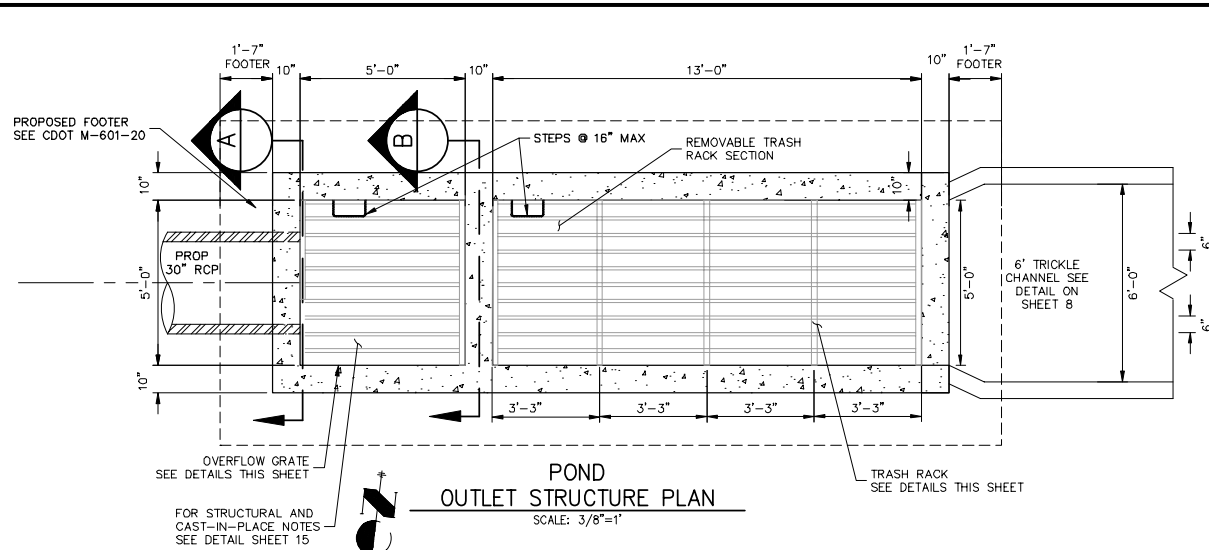 1'-7"
FOOTER
10"
5'-0"
10"
13'-0"
10"
1'-7"
FOOTER
PROPOSED FOOTER
SEE CDOT M-601-20
A
B
STEPS @ 16" MAX
REMOVABLE TRASH
RACK SECTION
10"
10"
PROP
30" RCP
5'-0"
5'-0"
6' TRICKLE
CHANNEL SEE
DETAIL ON
SHEET 8
6'-0"
6"
6"
10"
3'-3"
3'-3"
3'-3"
3'-3"
OVERFLOW GRATE
SEE DETAILS THIS SHEET
POND
OUTLET STRUCTURE PLAN
SCALE: 3/8"=1'
TRASH RACK
SEE DETAILS THIS SHEET
FOR STRUCTURAL AND
CAST-IN-PLACE NOTES
SEE DETAIL SHEET 15
N